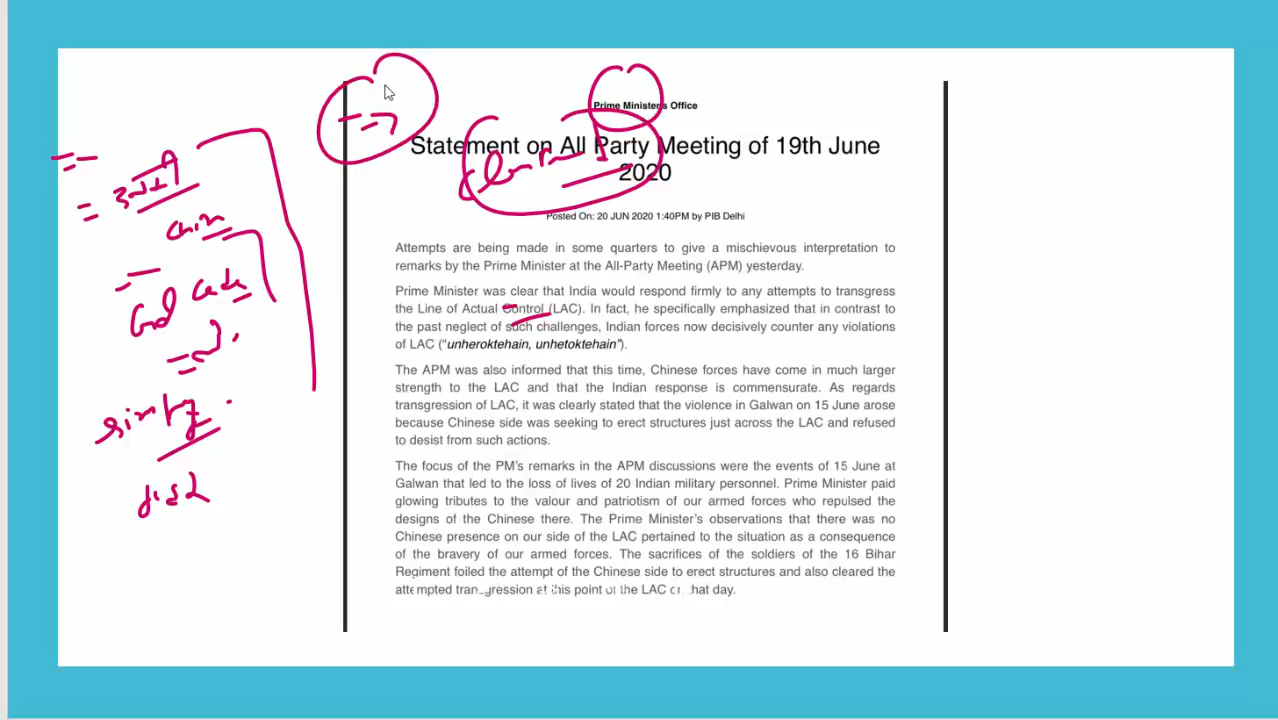 Prime Minister's Office
Statement on All Party Meeting of 19th June
2020
Posted On: 20 JUN 2020 1:40PM by PIB Delhi
Attempts are being made in some quarters to give a mischievous interpretation to
remarks by the Prime Minister at the All-Party Meeting (APM) yesterday.
Prime Minister was clear that India would respond firmly to any attempts to transgress
the Line of Actual Control (LAC). In fact, he specifically emphasized that in contrast to
the past neglect of such challenges, Indian forces now decisively counter any violations
of LAC (“unheroktehain, unhetoktehain”).
The APM was also informed that this time, Chinese forces have come in much larger
strength to the LAC and that the Indian response is commensurate. As regards
transgression of LAC, it was clearly stated that the violence in Galwan on 15 June arose
because Chinese side was seeking to erect structures just across the LAC and refused
to desist from such actions.
The focus of the PM's remarks in the APM discussions were the events of 15 June at
Galwan that led to the loss of lives of 20 Indian military personnel. Prime Minister paid
glowing tributes to the valour and patriotism of our armed forces who repulsed the
designs of the Chinese there. The Prime Minister's observations that there was no
Chinese presence on our side of the LAC pertained to the situation as a consequence
of the bravery of our armed forces. The sacrifices of the soldiers of the 16 Bihar
Regiment foiled the attempt of the Chinese side to erect structures and also cleared the
attempted transgression at this point of the LAC on that day.